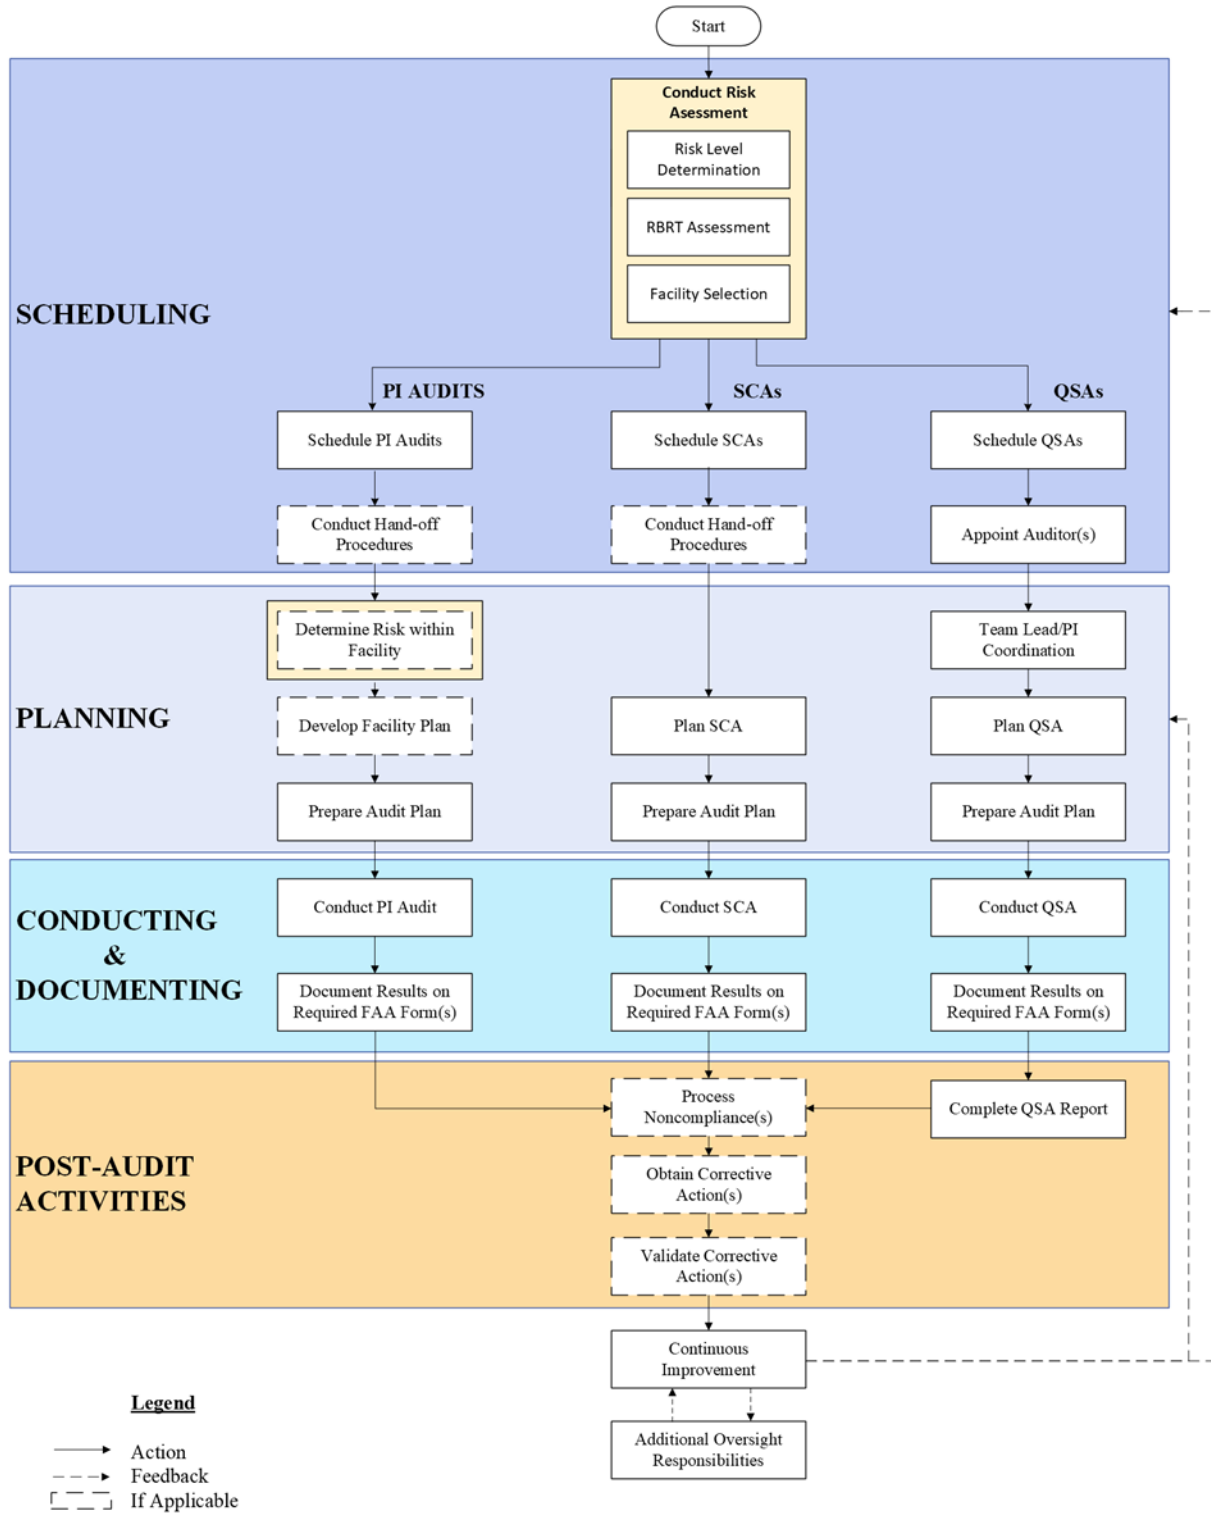 Start
Conduct Risk
Asessment
Risk Level
Determination
RBRT Assessment
Facility Selection
SCHEDULING
PI AUDITS
SCAs
QSAs
Schedule PI Audits
Schedule SCAs
Schedule QSAs
Conduct Hand-off
Procedures
Conduct Hand-off
Procedures
Appoint Auditor(s)
PLANNING
Determine Risk within
Facility
Team Lead/PI
Coordination
Develop Facility Plan
Plan SCA
Plan QSA
Prepare Audit Plan
Prepare Audit Plan
Prepare Audit Plan
CONDUCTING
&
DOCUMENTING
Conduct PI Audit
Conduct SCA
Conduct QSA
Document Results on
Required FAA Form(s)
Document Results on
Required FAA Form(s)
Document Results on
Required FAA Form(s)
POST-AUDIT
ACTIVITIES
Process
Noncompliance(s)
Complete QSA Report
Obtain Corrective
Action(s)
Validate Corrective
Action(s)
Continuous
Improvement
Additional Oversight
Responsibilities
Legend
Action
Feedback
If Applicable